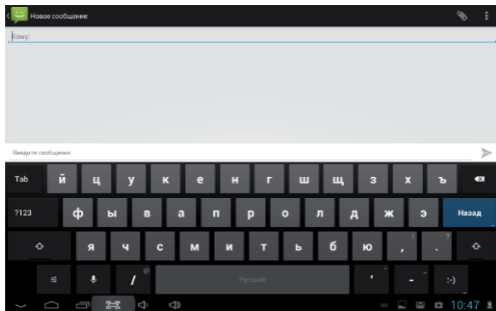 Новое сообщение
Кому:
Введите сообщение
Tab й ц у к е н г ш щ з х ъ
?123 ф ы в а п р о л д ж э Назад
я ч с м и т ь б ю , .
/ @ Русский ' - :-)
10:47